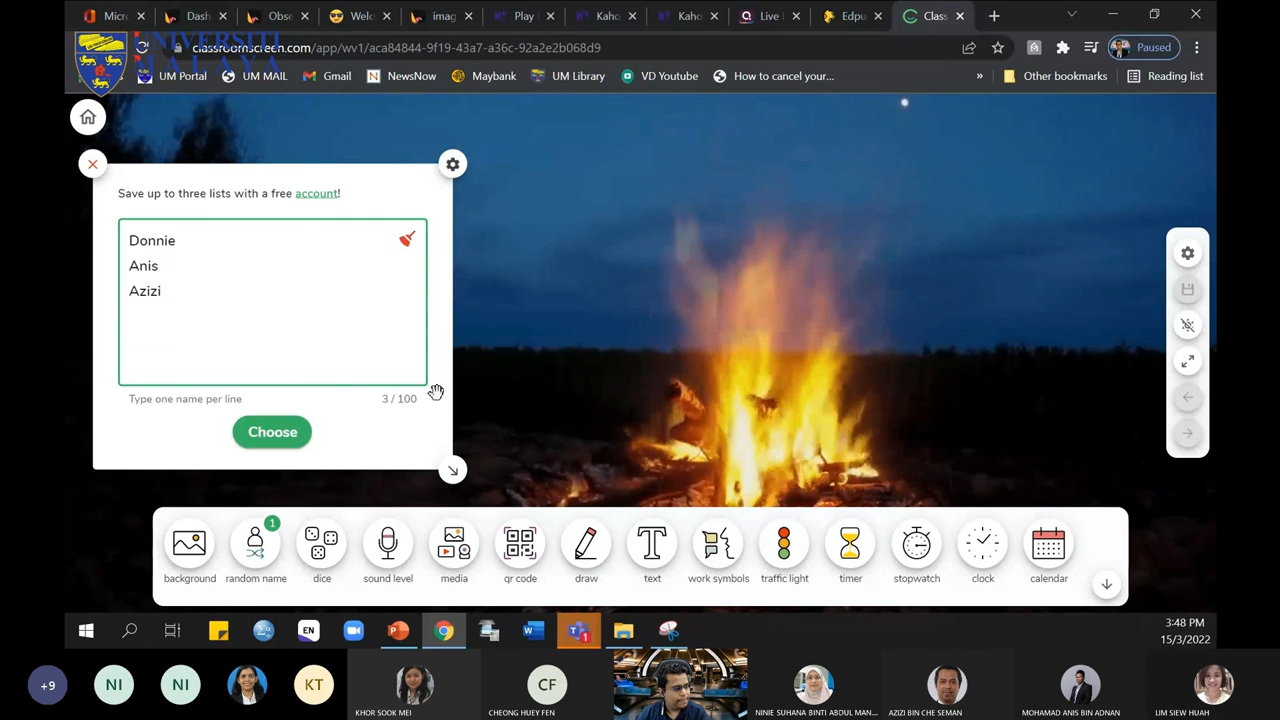 Micro
Dash
Obse
Welc
imag
Play
Kaho
Kaho
Live
Edpu
Class
UNIVERSITI
MALAYA
classroomscreen.com/app/wv1/aca84844-9f19-43a7-a36c-92a2e2b068d9
Paused
UM Portal
UM MAIL
Gmail
NewsNow
Maybank
UM Library
VD Youtube
How to cancel your...
»
Other bookmarks
Reading list
Save up to three lists with a free account!
Donnie
Anis
Azizi
Type one name per line
3 / 100
Choose
1
background
random name
dice
sound level
media
qr code
draw
text
work symbols
traffic light
timer
stopwatch
clock
calendar
EN
1
3:48 PM
15/3/2022
+9
NI
NI
KT
CF
KHOR SOOK MEI
CHEONG HUEY FEN
NINIE SUHANA BINTI ABDUL MAN...
AZIZI BIN CHE SEMAN
MOHAMAD ANIS BIN ADNAN
LIM SIEW HUAH